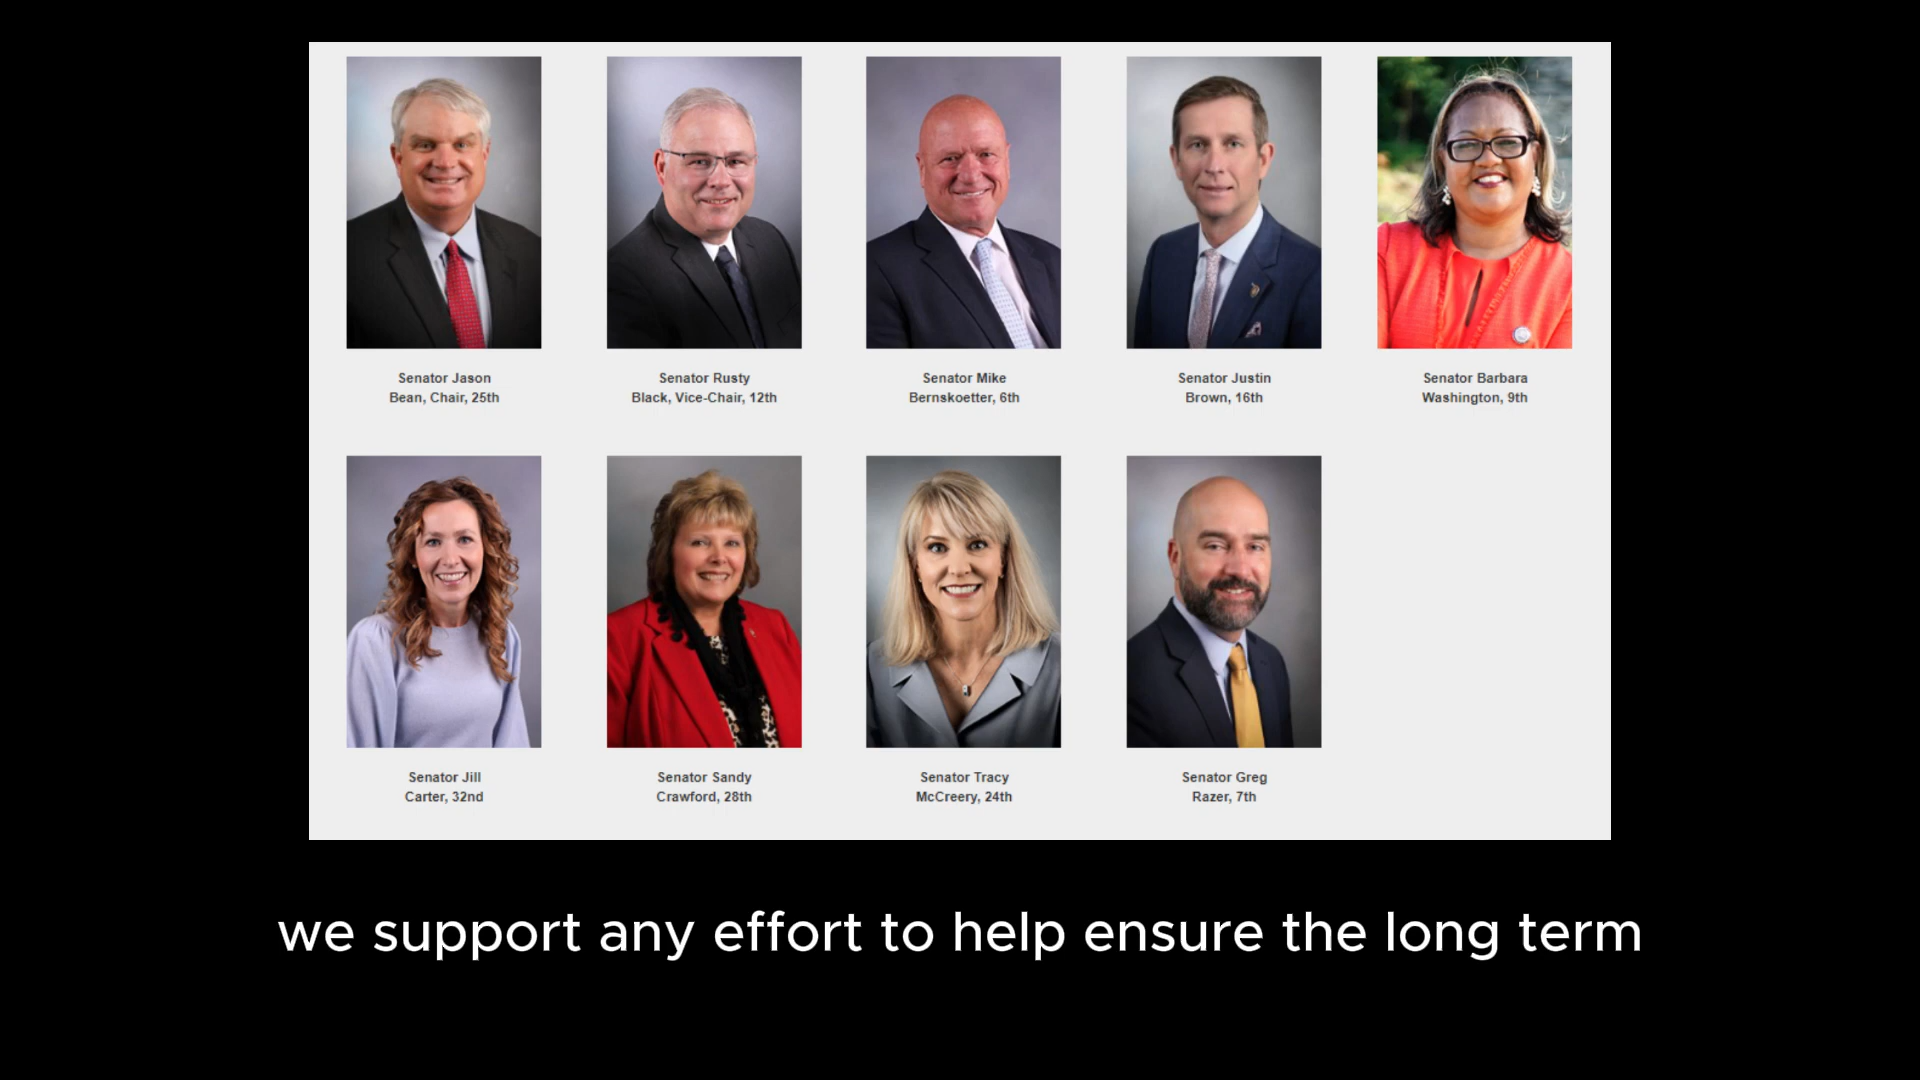 Senator Jason
Bean, Chair, 25th
Senator Rusty
Black, Vice-Chair, 12th
Senator Mike
Bernskoetter, 6th
Senator Justin
Brown, 16th
Senator Barbara
Washington, 9th
Senator Jill
Carter, 32nd
Senator Sandy
Crawford, 28th
Senator Tracy
McCreery, 24th
Senator Greg
Razer, 7th
we support any effort to help ensure the long term